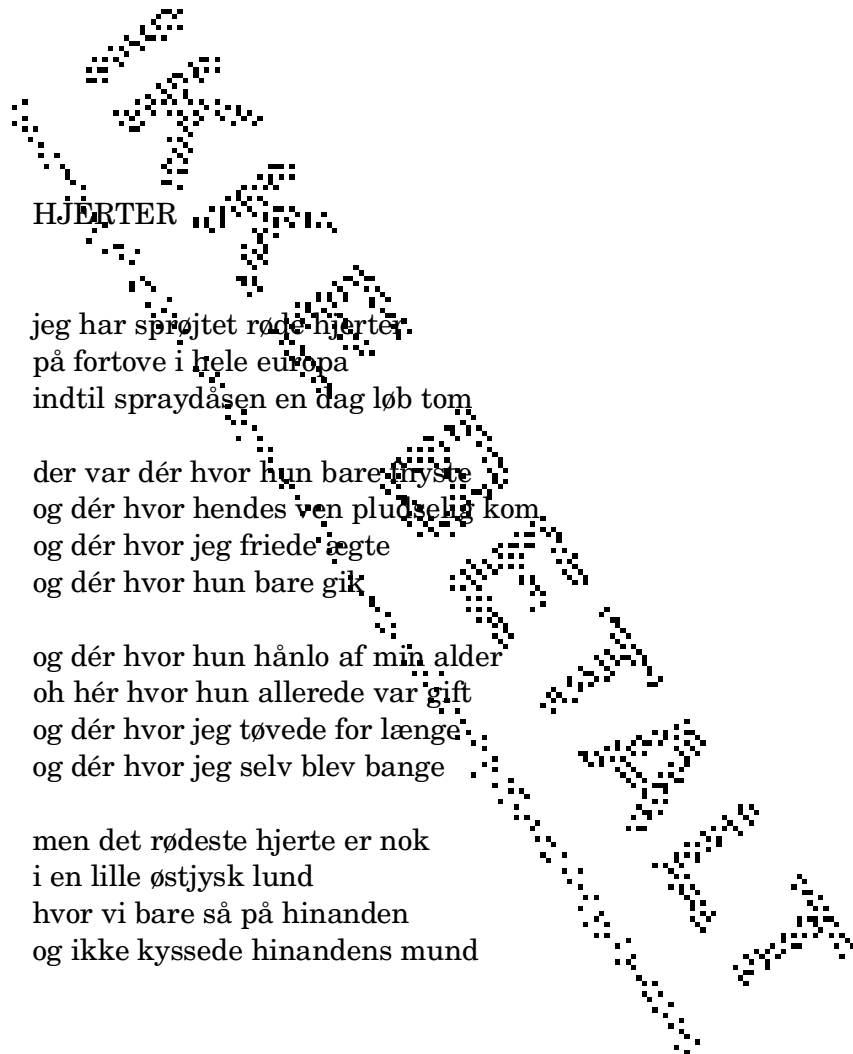 IKKE BETALT
HJERTER
jeg har sprøjtet røde hjerter
på fortove i hele europa
indtil spraydåsen en dag løb tom
der var dér hvor hun bare fnyste
og dér hvor hendes ven pludselig kom
og dér hvor jeg friede ægte
og dér hvor hun bare gik
og dér hvor hun hånlo af min alder
oh hér hvor hun allerede var gift
og dér hvor jeg tøvede for længe
og dér hvor jeg selv blev bange
men det rødeste hjerte er nok
i en lille østjysk lund
hvor vi bare så på hinanden
og ikke kyssede hinandens mund